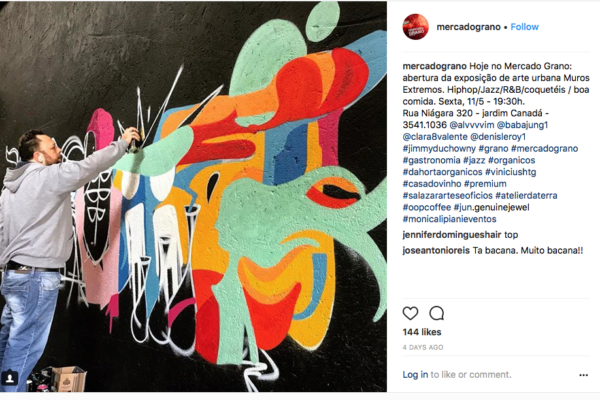 mercadograno • Follow
mercadograno Hoje no Mercado Grano:
abertura da exposição de arte urbana Muros
Extremos. Hiphop/Jazz/R&B/coquetéis / boa
comida. Sexta, 11/5 - 19:30h.
Rua Niágara 320 - jardim Canadá -
3541.1036 @alvvvvim @babajung1
@clara8valente @denisleroy1
#jimmyduchowny #grano #mercadograno
#gastronomia #jazz #organicos
#dahortaorganicos #viniciushtg
#casadovinho #premium
#salazararteseoficios #atelierdaterra
#oopcoffee #jun.genuinejewel
#monicalipianieventos
jenniferdomingueshair top
joseantonioreis Ta bacana. Muito bacana!!
144 likes
4 DAYS AGO
Log in to like or comment.